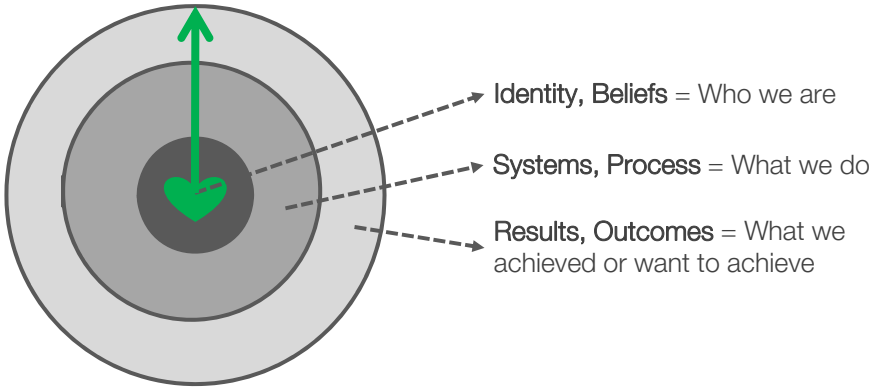 Identity, Beliefs = Who we are
Systems, Process = What we do
Results, Outcomes = What we
achieved or want to achieve